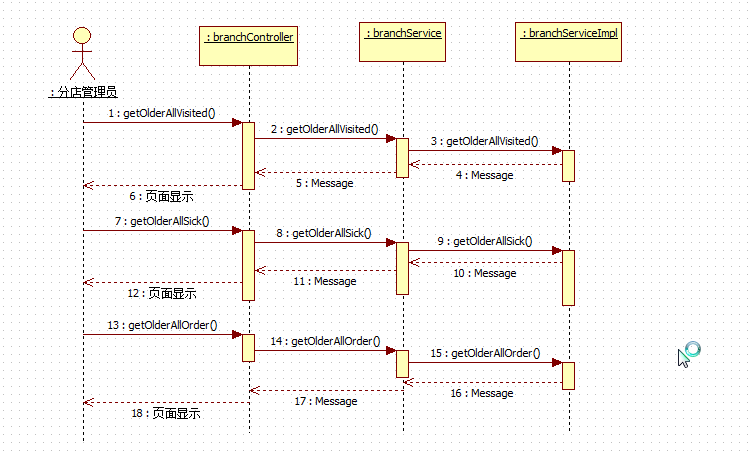 : branchController
: branchService
: branchServiceImpl
: 分店管理员
1 : getOlderAllVisited()
2 : getOlderAllVisited()
3 : getOlderAllVisited()
4 : Message
5 : Message
6 : 页面显示
7 : getOlderAllSick()
8 : getOlderAllSick()
9 : getOlderAllSick()
10 : Message
11 : Message
12 : 页面显示
13 : getOlderAllOrder()
14 : getOlderAllOrder()
15 : getOlderAllOrder()
16 : Message
17 : Message
18 : 页面显示